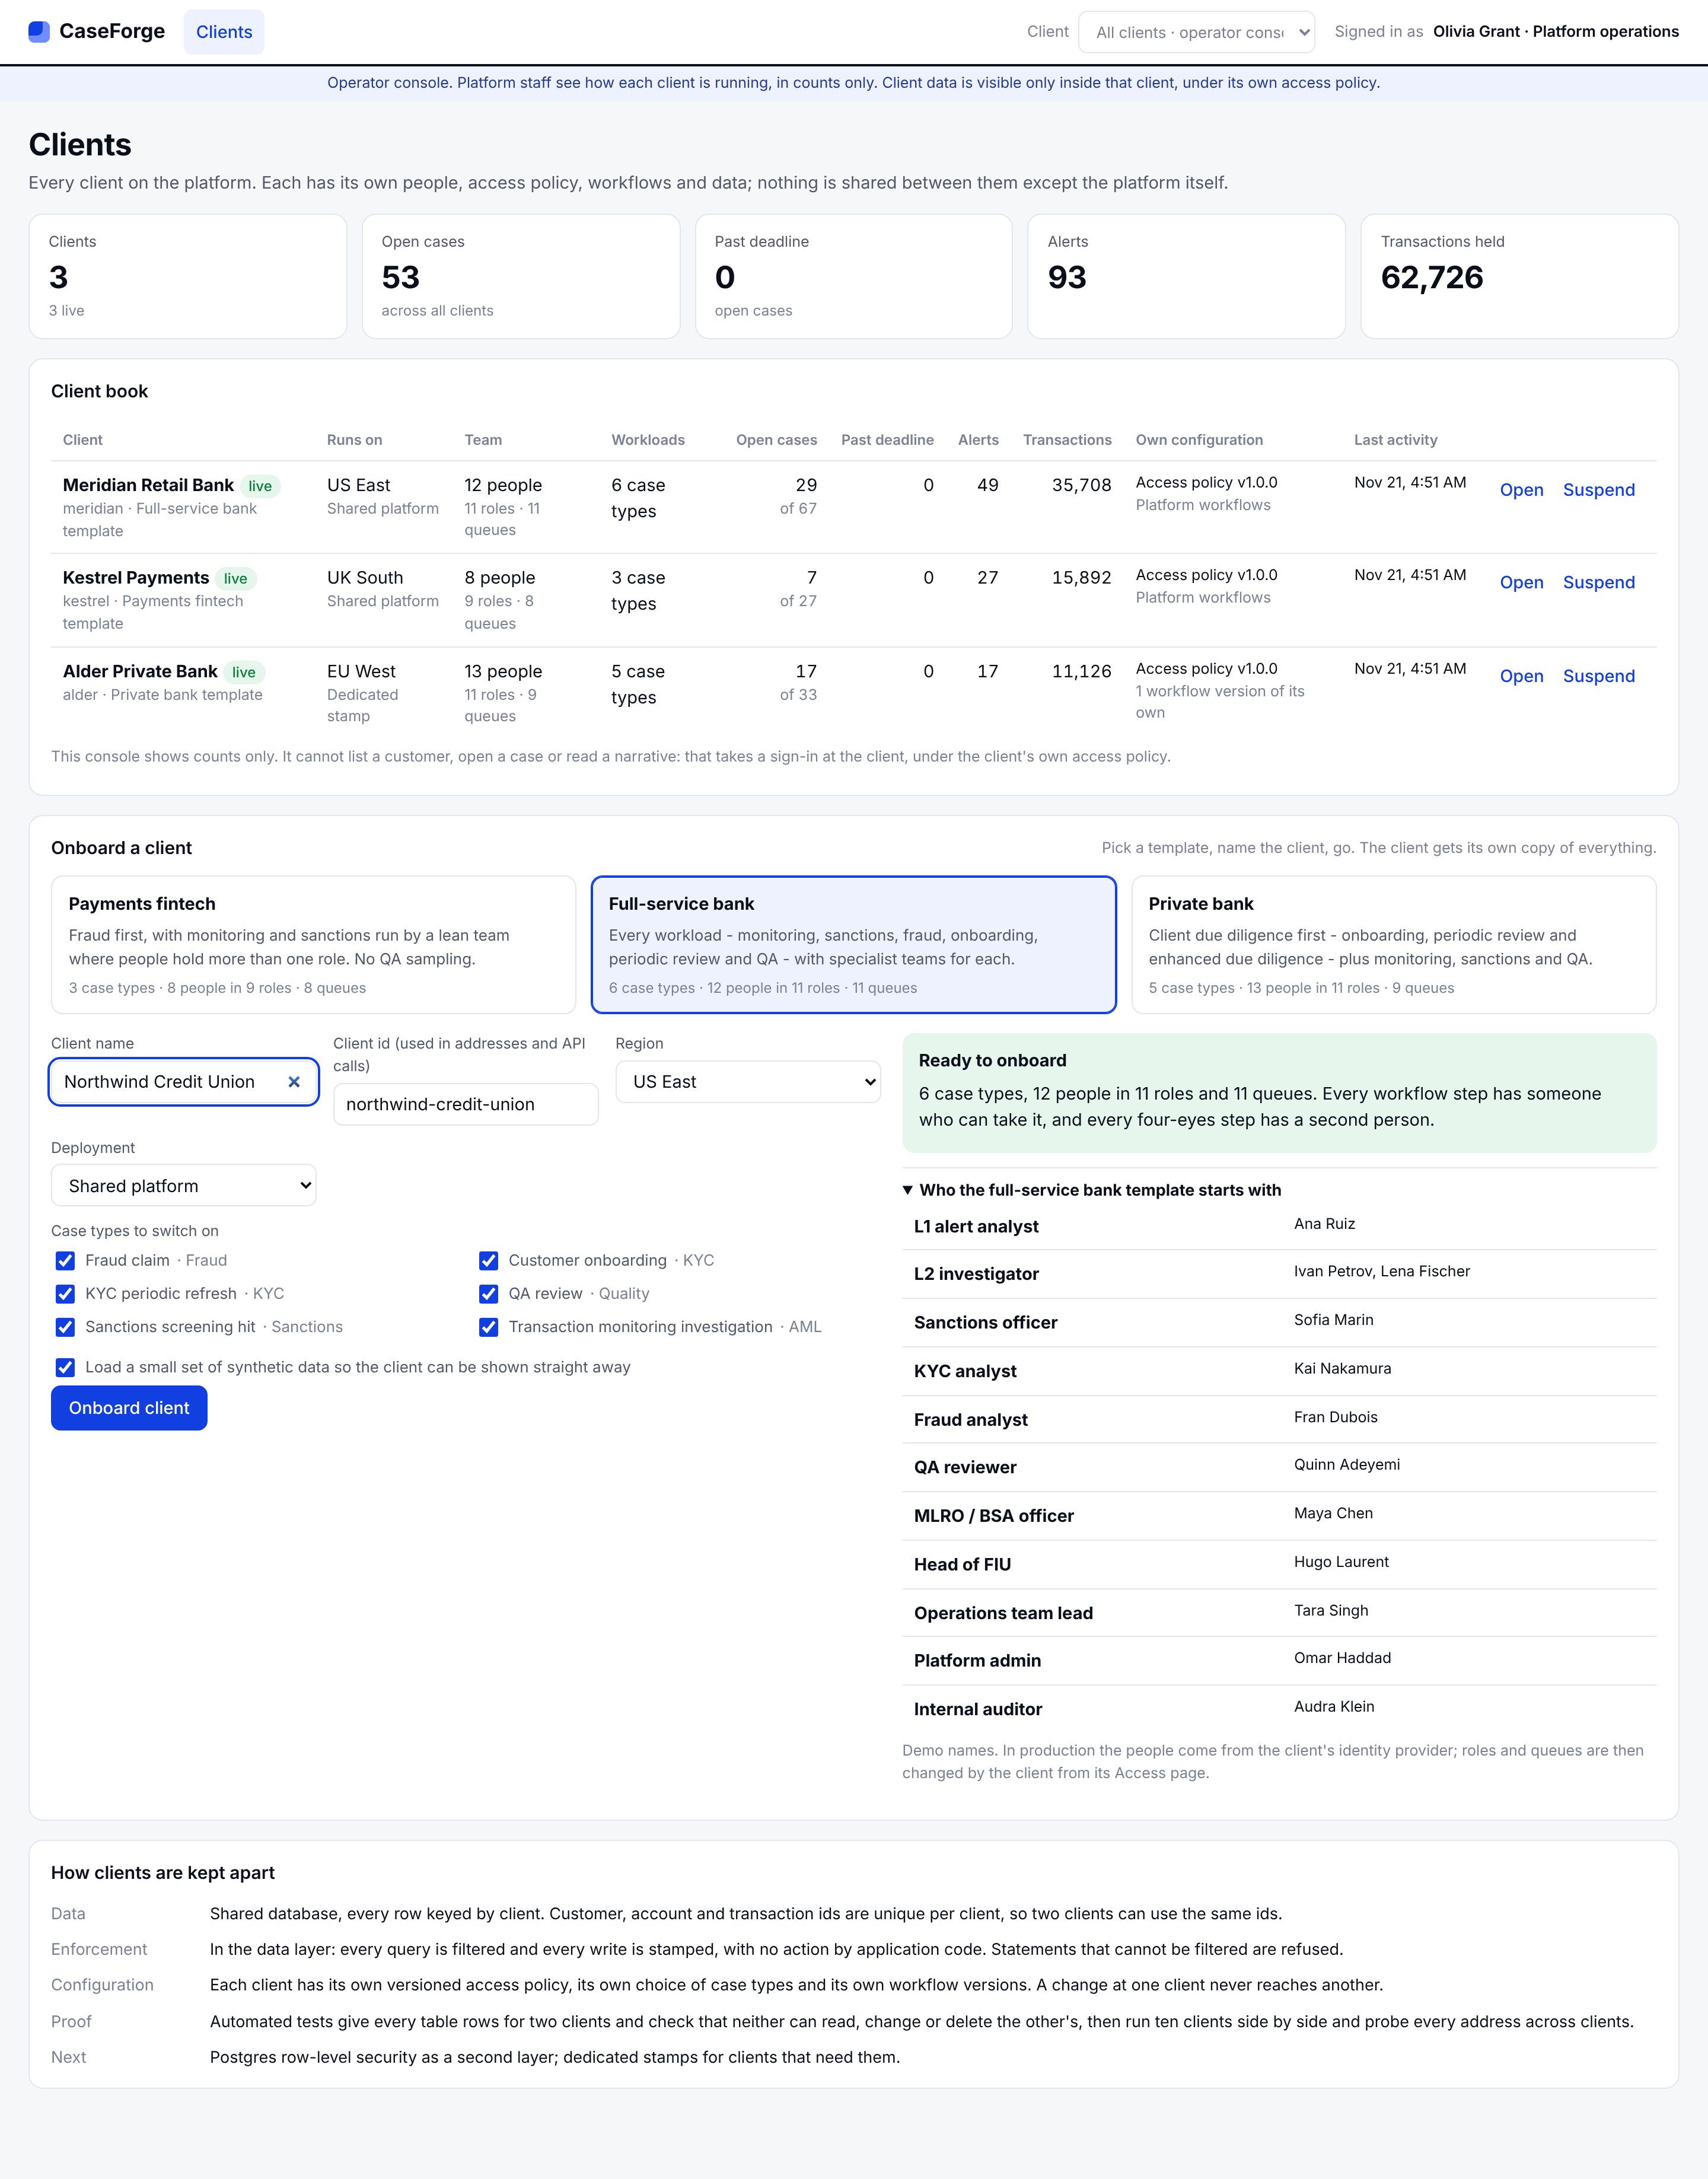 CaseForge
Clients
Client
All clients · operator cons
Signed in as Olivia Grant · Platform operations
Operator console. Platform staff see how each client is running, in counts only. Client data is visible only inside that client, under its own access policy.
Clients
Every client on the platform. Each has its own people, access policy, workflows and data; nothing is shared between them except the platform itself.
Clients
3
3 live
Open cases
53
across all clients
Past deadline
0
open cases
Alerts
93
Transactions held
62,726
Client book
Client Runs on Team Workloads Open cases Past deadline Alerts Transactions Own configuration Last activity
Meridian Retail Bank live US East 12 people 6 case 29 0 49 35,708 Access policy v1.0.0 Nov 21, 4:51 AM Open Suspend
meridian · Full-service bank Shared platform 11 roles · 11 types of 67 Platform workflows
template queues
Kestrel Payments live UK South 8 people 3 case 7 0 27 15,892 Access policy v1.0.0 Nov 21, 4:51 AM Open Suspend
kestrel · Payments fintech Shared platform 9 roles · 8 types of 27 Platform workflows
template queues
Alder Private Bank live EU West 13 people 5 case 17 0 17 11,126 Access policy v1.0.0 Nov 21, 4:51 AM Open Suspend
alder · Private bank template Dedicated 11 roles · 9 types of 33 1 workflow version of its
stamp queues own
This console shows counts only. It cannot list a customer, open a case or read a narrative: that takes a sign-in at the client, under the client's own access policy.
Onboard a client
Pick a template, name the client, go. The client gets its own copy of everything.
Payments fintech
Fraud first, with monitoring and sanctions run by a lean team
where people hold more than one role. No QA sampling.
3 case types · 8 people in 9 roles · 8 queues
Full-service bank
Every workload - monitoring, sanctions, fraud, onboarding,
periodic review and QA - with specialist teams for each.
6 case types · 12 people in 11 roles · 11 queues
Private bank
Client due diligence first - onboarding, periodic review and
enhanced due diligence - plus monitoring, sanctions and QA.
5 case types · 13 people in 11 roles · 9 queues
Client name
Northwind Credit Union
Client id (used in addresses and API
calls)
northwind-credit-union
Region
US East
Deployment
Shared platform
Case types to switch on
Fraud claim · Fraud
Customer onboarding · KYC
KYC periodic refresh · KYC
QA review · Quality
Sanctions screening hit · Sanctions
Transaction monitoring investigation · AML
Load a small set of synthetic data so the client can be shown straight away
Onboard client
Ready to onboard
6 case types, 12 people in 11 roles and 11 queues. Every workflow step has someone
who can take it, and every four-eyes step has a second person.
Who the full-service bank template starts with
L1 alert analyst Ana Ruiz
L2 investigator Ivan Petrov, Lena Fischer
Sanctions officer Sofia Marin
KYC analyst Kai Nakamura
Fraud analyst Fran Dubois
QA reviewer Quinn Adeyemi
MLRO / BSA officer Maya Chen
Head of FIU Hugo Laurent
Operations team lead Tara Singh
Platform admin Omar Haddad
Internal auditor Audra Klein
Demo names. In production the people come from the client's identity provider; roles and queues are then
changed by the client from its Access page.
How clients are kept apart
Data Shared database, every row keyed by client. Customer, account and transaction ids are unique per client, so two clients can use the same ids.
Enforcement In the data layer: every query is filtered and every write is stamped, with no action by application code. Statements that cannot be filtered are refused.
Configuration Each client has its own versioned access policy, its own choice of case types and its own workflow versions. A change at one client never reaches another.
Proof Automated tests give every table rows for two clients and check that neither can read, change or delete the other's, then run ten clients side by side and probe every address across clients.
Next Postgres row-level security as a second layer; dedicated stamps for clients that need them.